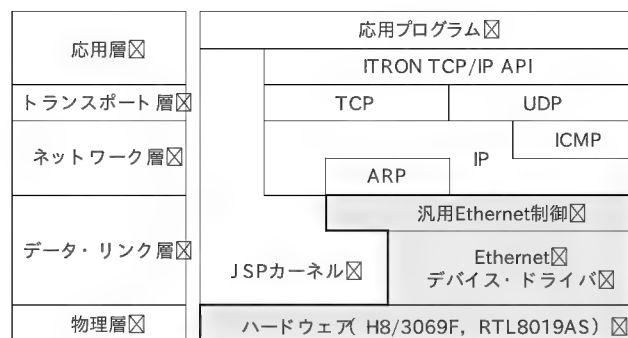 応用層
応用プログラム
ITRON TCP/IP API
トランスポート層
TCP
UDP
ネットワーク層
ICMP
IP
ARP
汎用Ethernet制御
データ・リンク層
JSPカーネル
Ethernet
デバイス・ドライバ
物理層
ハードウェア( H8/3069F, RTL8019AS)